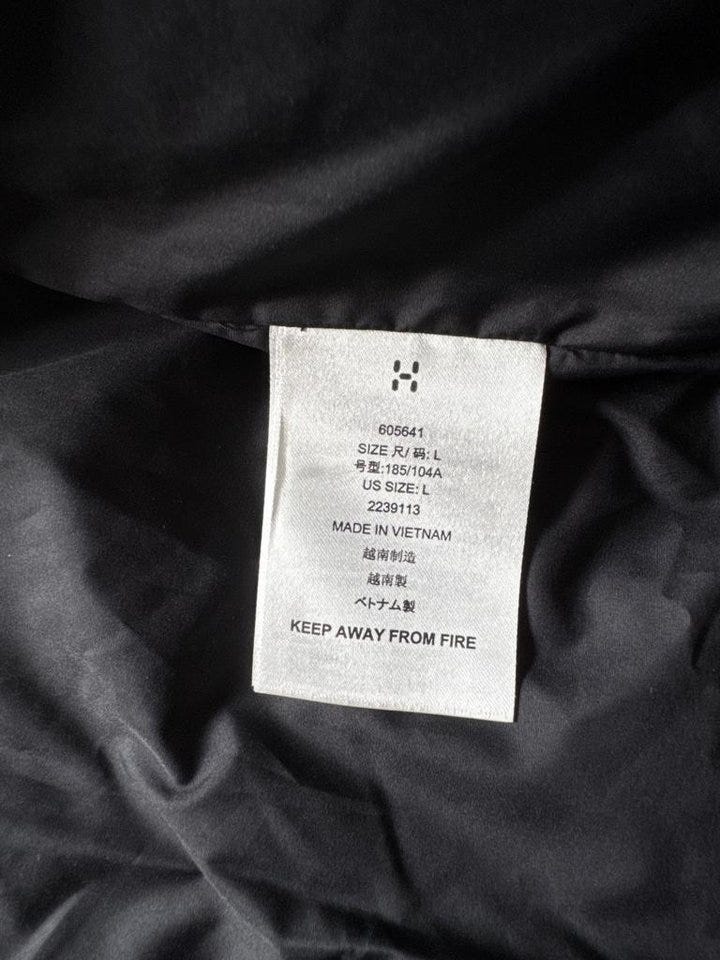 605641
SIZE 尺/ 码: L
号型:185/104A
US SIZE: L
2239113
MADE IN VIETNAM
越南制造
越南製
ベトナム製
KEEP AWAY FROM FIRE